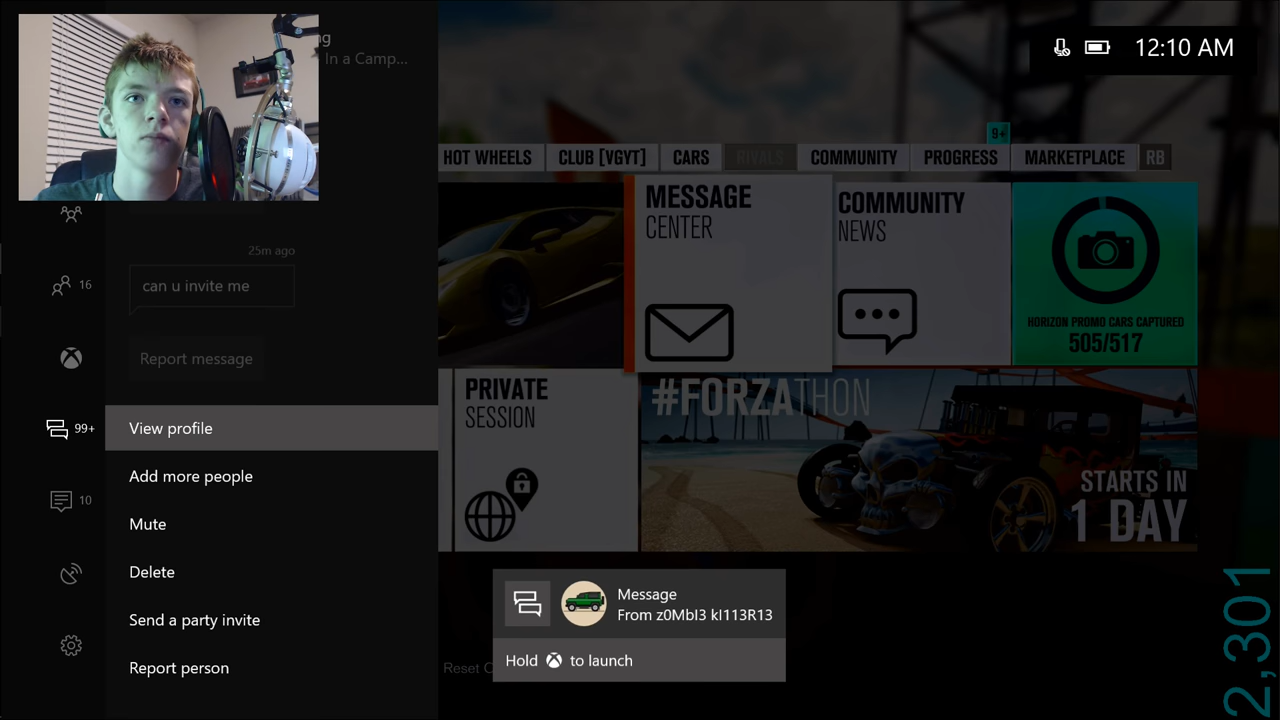 g
In a Camp...
12:10 AM
25m ago
16
can u invite me
Report message
99+
View profile
Add more people
10
Mute
Delete
Send a party invite
Report person
9+
HOT WHEELS
CLUB [VGYT]
CARS
RIVALS
COMMUNITY
PROGRESS
MARKETPLACE
RB
MESSAGE
CENTER
COMMUNITY
NEWS
HORIZON PROMO CARS CAPTURED
505/517
PRIVATE
SESSION
#FORZATHON
STARTS IN
1 DAY
Message
From z0MbI3 kI113R13
Hold to launch
Reset C
2,301